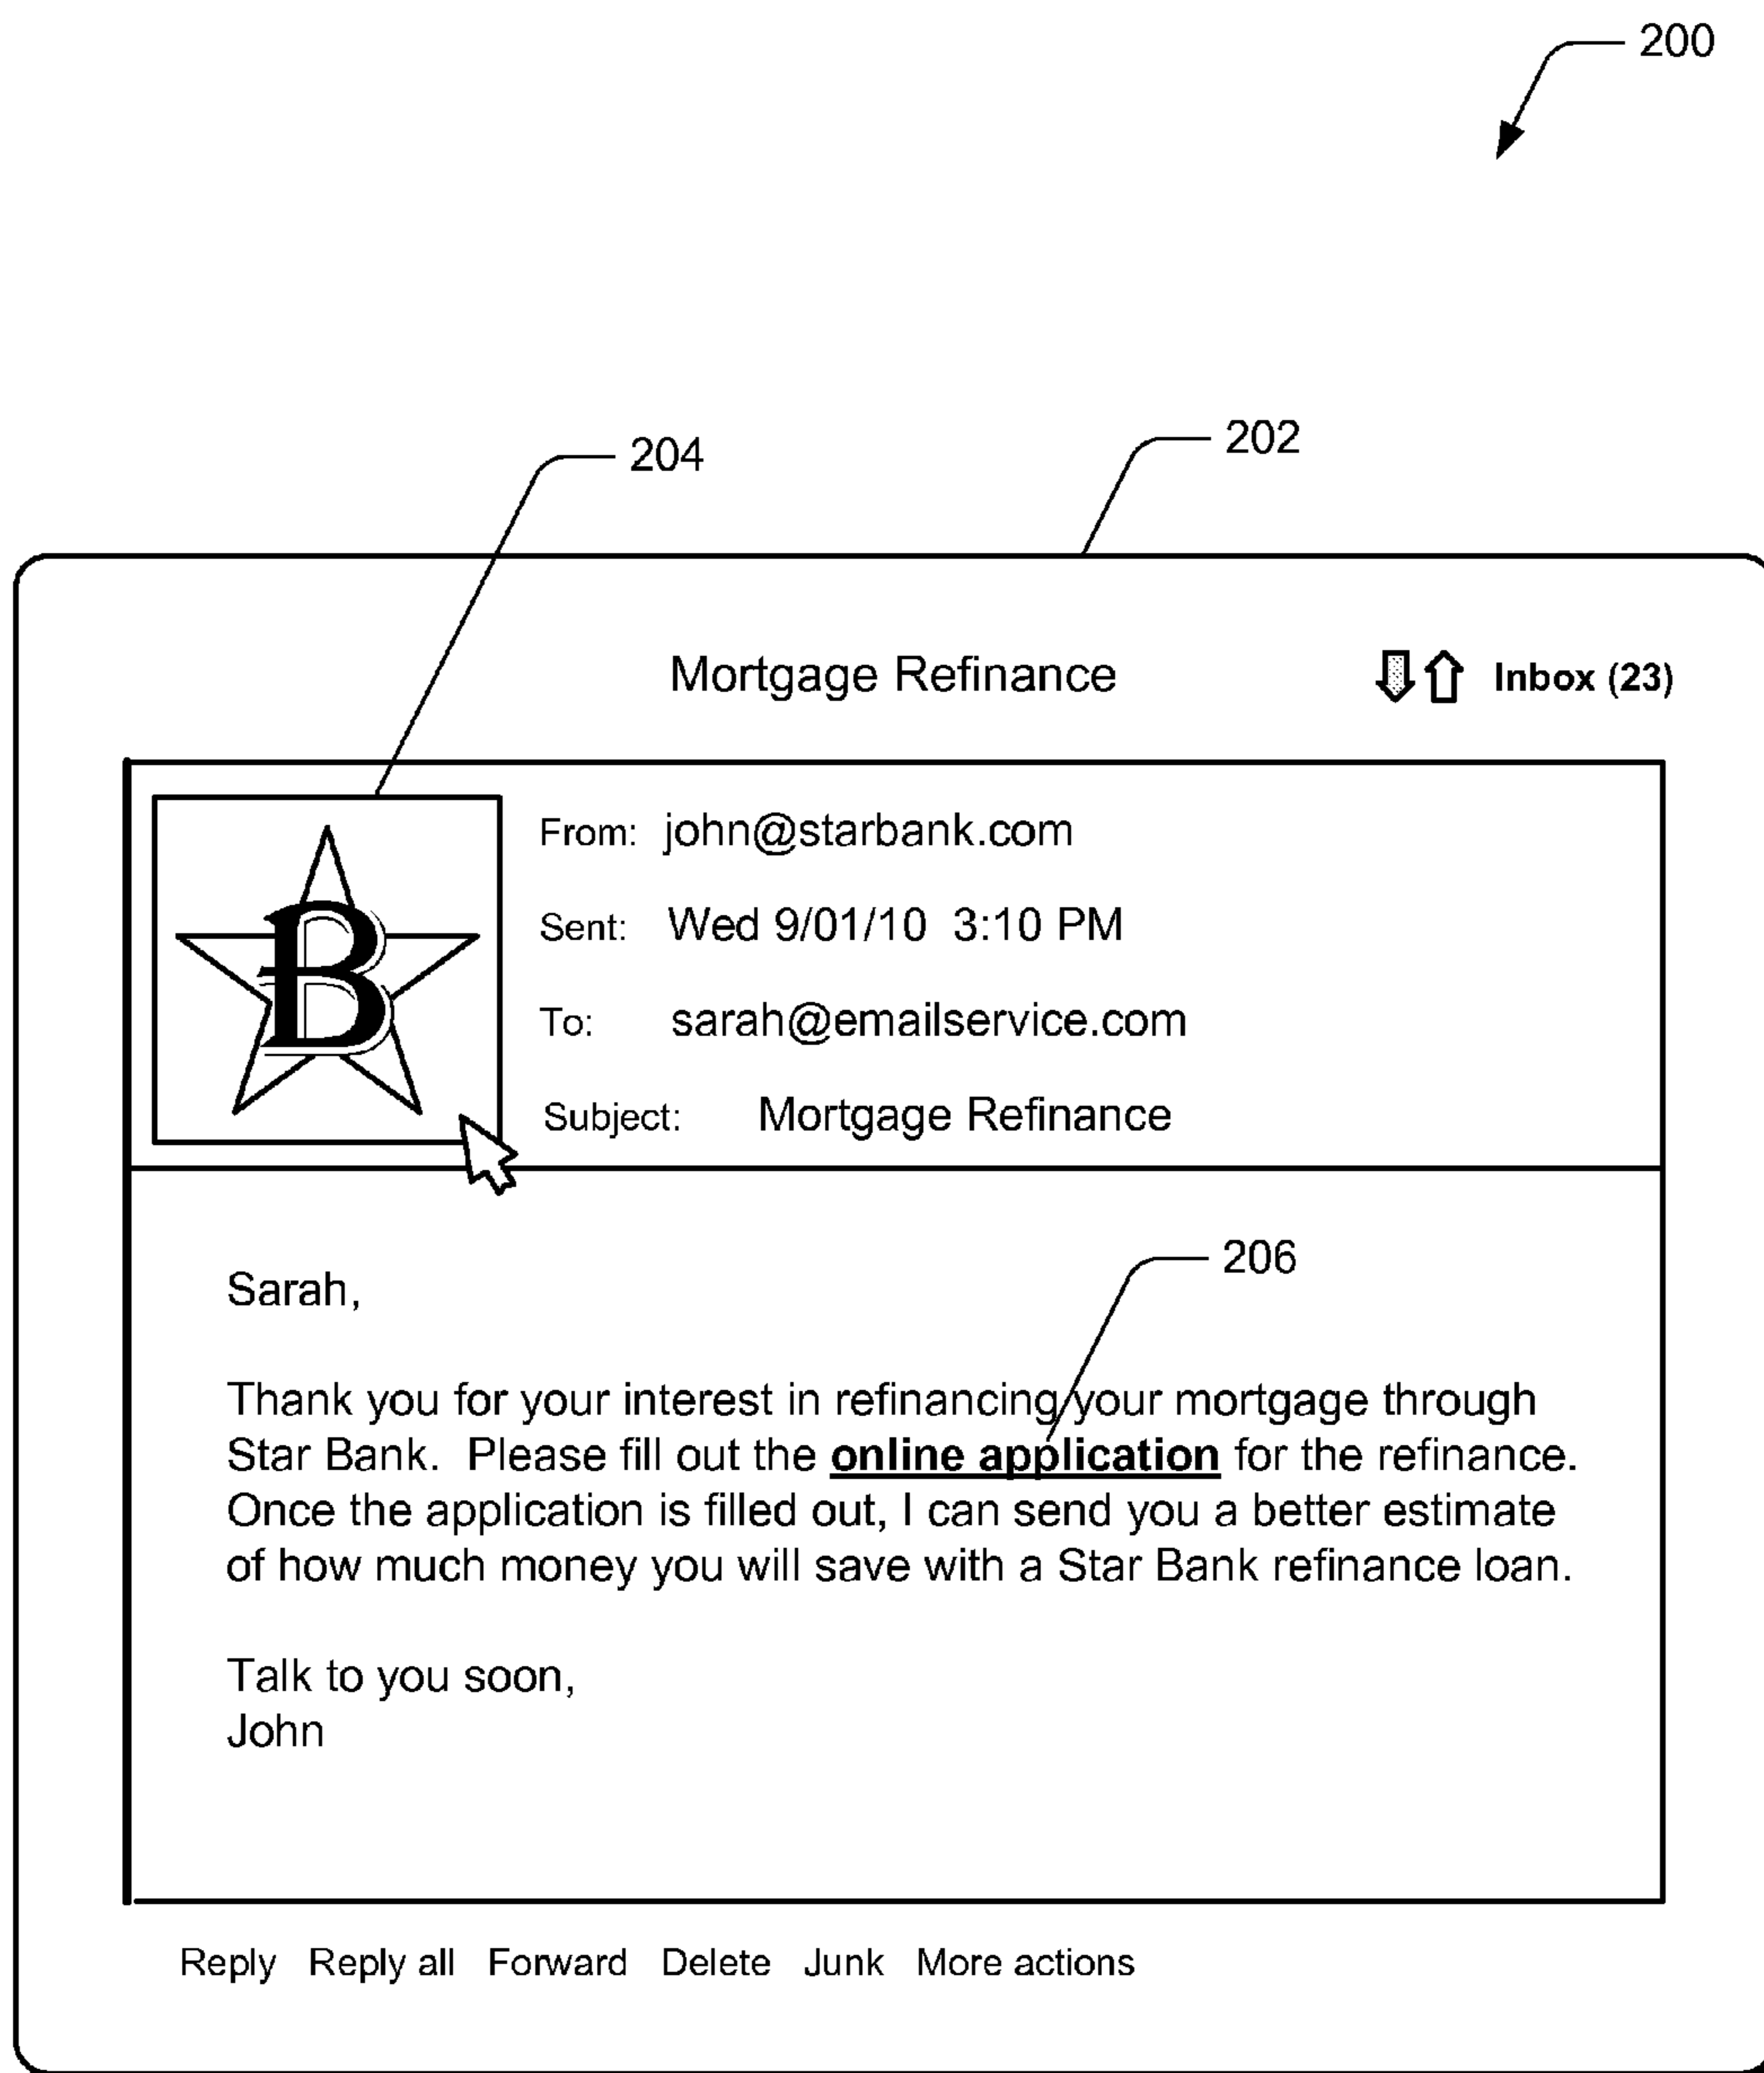 200
204
202
Mortgage Refinance Inbox (23)
B
From: john@starbank.com
Sent: Wed 9/01/10 3:10 PM
To: sarah@emailservice.com
Subject: Mortgage Refinance
206
Sarah,
Thank you for your interest in refinancing your mortgage through
Star Bank. Please fill out the online application for the refinance.
Once the application is filled out, I can send you a better estimate
of how much money you will save with a Star Bank refinance loan.
Talk to you soon,
John
Reply Reply all Forward Delete Junk More actions